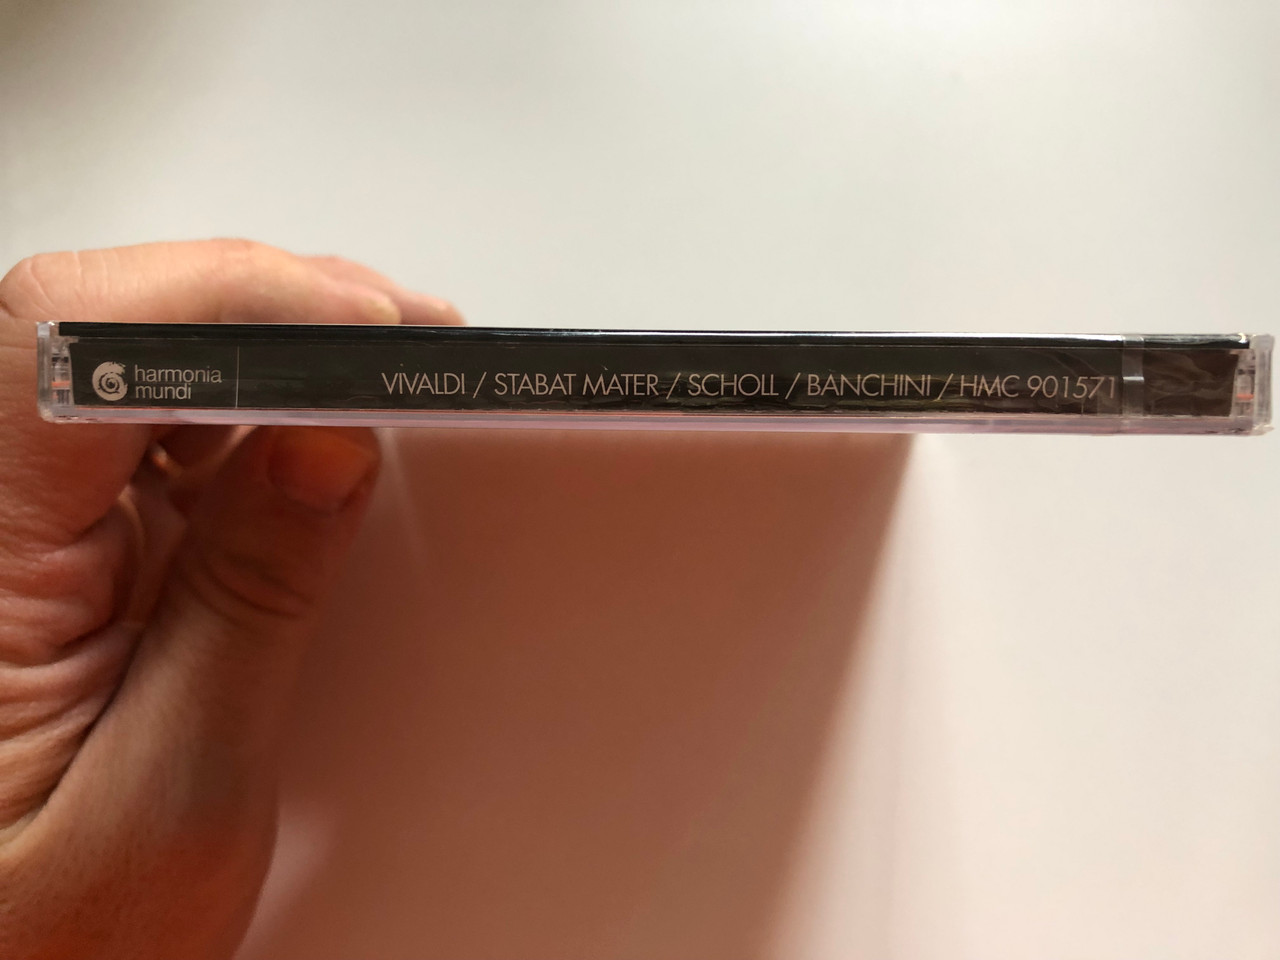 harmonia
mundi
VIVALDI / STABAT MATER / SCHOLL / BANCHINI / HMC 901571